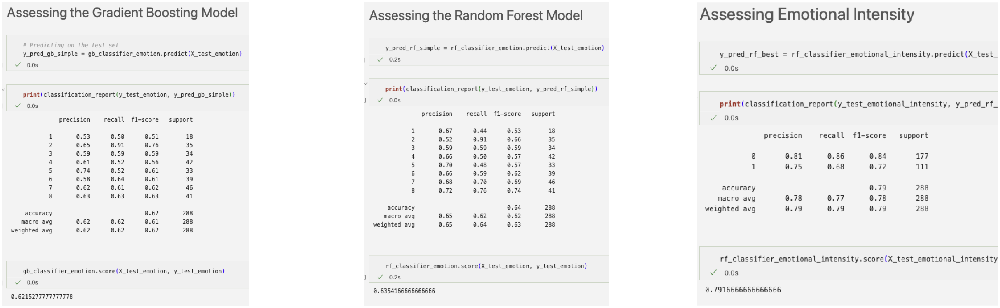 Assessing the Gradient Boosting Model
# Predicting on the test set
y_pred_gb_simple = gb_classifier_emotion.predict(X_test_emotion)
✓ 0.0s
print(classification_report(y_test_emotion, y_pred_gb_simple))
✓ 0.0s
precision recall f1-score support
1 0.53 0.50 0.51 18
2 0.65 0.91 0.76 35
3 0.59 0.59 0.59 34
4 0.61 0.52 0.56 42
5 0.74 0.52 0.61 33
6 0.58 0.64 0.61 39
7 0.62 0.61 0.62 46
8 0.63 0.63 0.63 41
accuracy 0.62 288
macro avg 0.62 0.62 0.61 288
weighted avg 0.62 0.62 0.62 288
gb_classifier_emotion.score(X_test_emotion, y_test_emotion)
✓ 0.0s
0.6215277777777778
Assessing the Random Forest Model
y_pred_rf_simple = rf_classifier_emotion.predict(X_test_emotion)
✓ 0.2s
print(classification_report(y_test_emotion, y_pred_rf_simple))
✓ 0.0s
precision recall f1-score support
1 0.67 0.44 0.53 18
2 0.52 0.91 0.66 35
3 0.59 0.59 0.59 34
4 0.66 0.50 0.57 42
5 0.70 0.48 0.57 33
6 0.66 0.59 0.62 39
7 0.68 0.70 0.69 46
8 0.72 0.76 0.74 41
accuracy 0.64 288
macro avg 0.65 0.62 0.62 288
weighted avg 0.65 0.64 0.63 288
rf_classifier_emotion.score(X_test_emotion, y_test_emotion)
✓ 0.2s
0.6354166666666666
Assessing Emotional Intensity
y_pred_rf_best = rf_classifier_emotional_intensity.predict(X_test_
✓ 0.0s
print(classification_report(y_test_emotional_intensity, y_pred_rf_
✓ 0.0s
precision recall f1-score support
0 0.81 0.86 0.84 177
1 0.75 0.68 0.72 111
accuracy 0.79 288
macro avg 0.78 0.77 0.78 288
weighted avg 0.79 0.79 0.79 288
rf_classifier_emotional_intensity.score(X_test_emotional_intensity
✓ 0.0s
0.7916666666666666